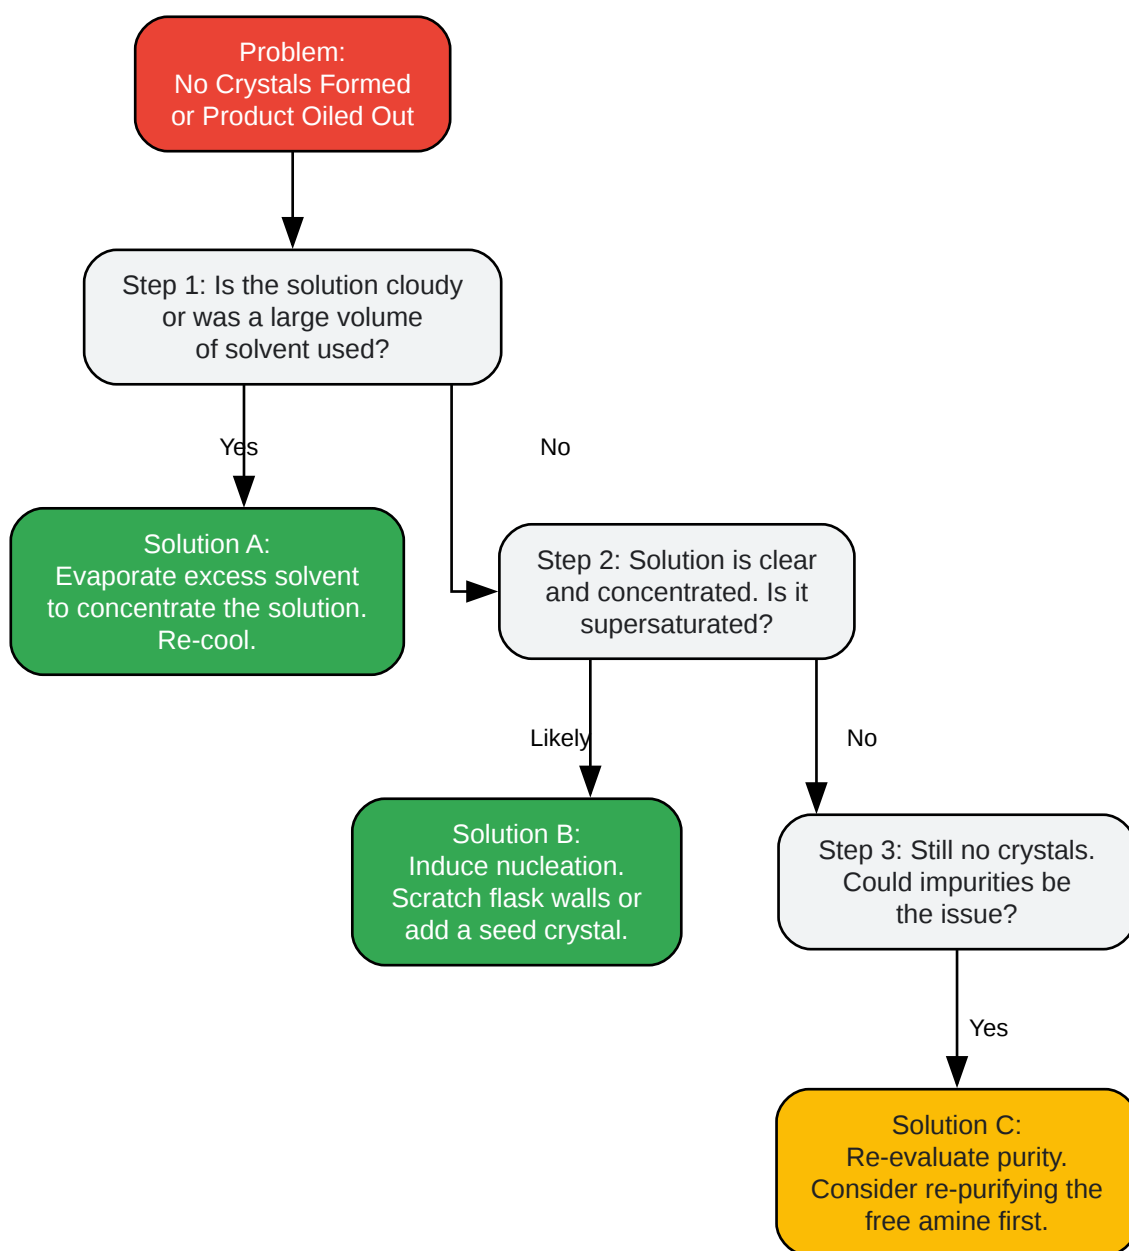 Problem:
No Crystals Formed
or Product Oiled Out
Step 1: Is the solution cloudy
or was a large volume
of solvent used?
Yes
No
Solution A:
Evaporate excess solvent
to concentrate the solution.
Re-cool.
Step 2: Solution is clear
and concentrated. Is it
supersaturated?
Likely
No
Solution B:
Induce nucleation.
Scratch flask walls or
add a seed crystal.
Step 3: Still no crystals.
Could impurities be
the issue?
Yes
Solution C:
Re-evaluate purity.
Consider re-purifying the
free amine first.